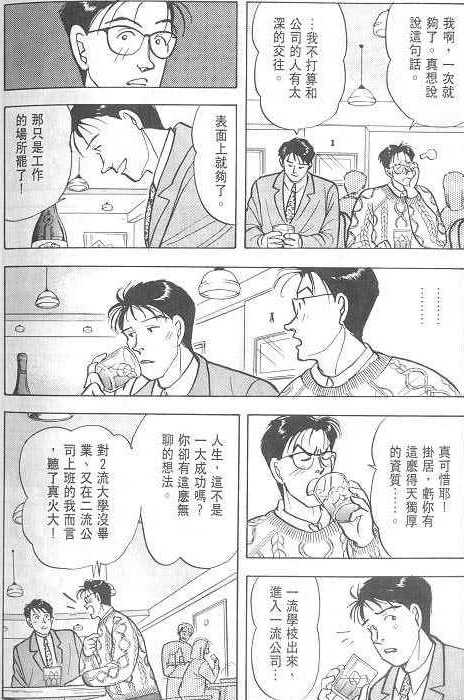 我啊，一次就
夠了。真想說
說這句話。
…我不打算和
公司的人有太
深的交往。
表面上就夠了。
那只是工作
的場所罷了！
………
………
真可惜耶！
掛居，虧你有
這麼得天獨厚
的資質……
一流學校出來，
進入一流公司…
人生，這不是
一大成功嗎？
你卻有這麼無
聊的想法。
對2流大學沒畢
業、又在二流公
司上班的我而言
，聽了真火大！